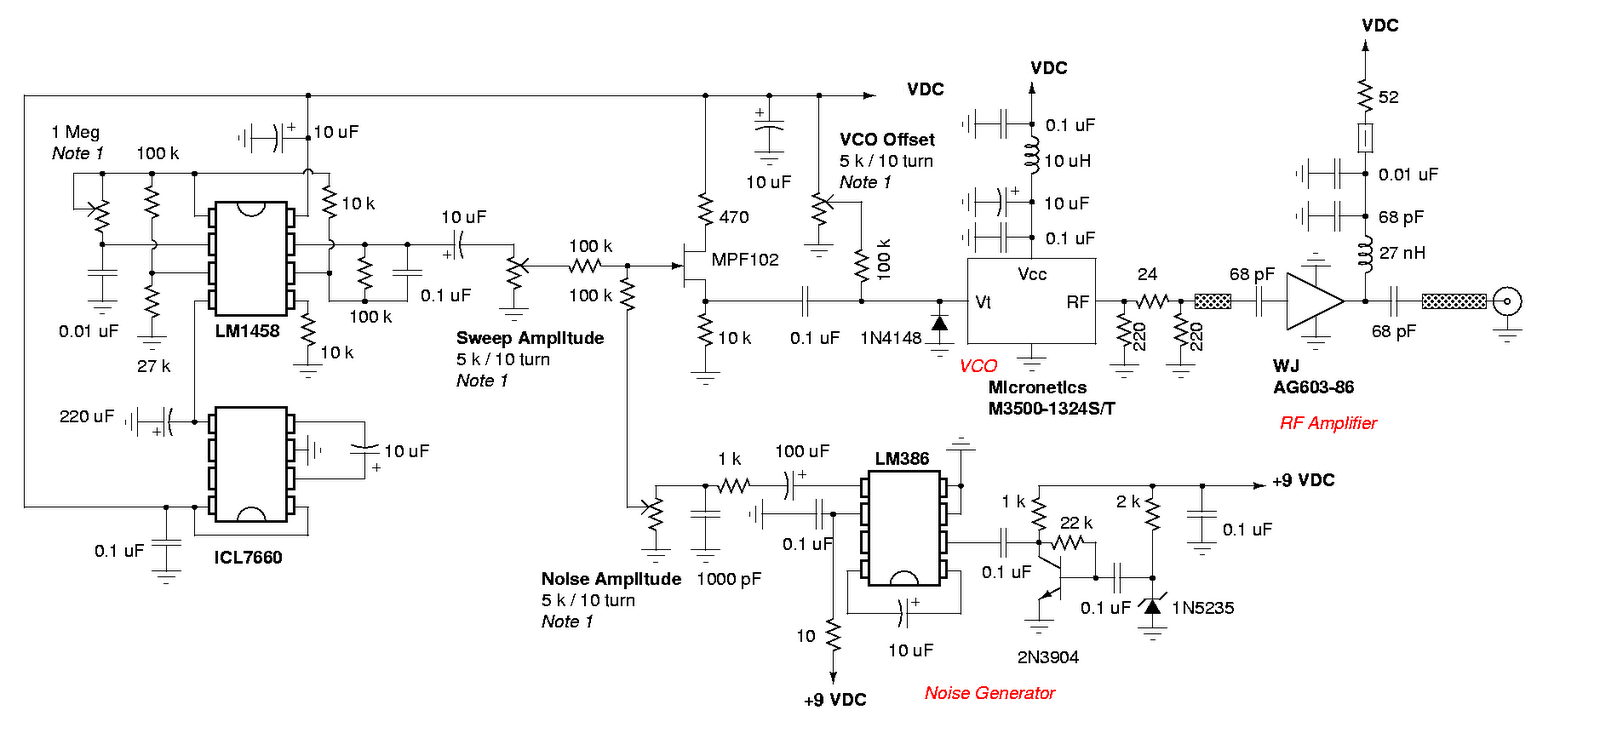 VDC
VDC
VDC
52
1 Meg
Note 1
100 k
10 uF
VCO Offset
5 k / 10 turn
Note 1
0.1 uF
10 uH
10 uF
0.01 uF
10 k
10 uF
470
10 uF
68 pF
100 k
MPF102
100 k
0.1 uF
27 nH
Vcc
24
68 pF
100 k
0.1 uF
Vt
RF
0.01 uF
LM1458
100 k
10 k
Sweep Amplitude
5 k / 10 turn
Note 1
10 k
0.1 uF
1N4148
220
220
68 pF
27 k
VCO
Micronetics
M3500-1324S/T
WJ
AG603-86
RF Amplifier
220 uF
10 uF
1 k
100 uF
LM386
+9 VDC
1 k
2 k
22 k
0.1 uF
0.1 uF
0.1 uF
ICL7660
0.1 uF
Noise Amplitude
5 k / 10 turn
Note 1
1000 pF
0.1 uF
1N5235
10
10 uF
2N3904
+9 VDC
Noise Generator